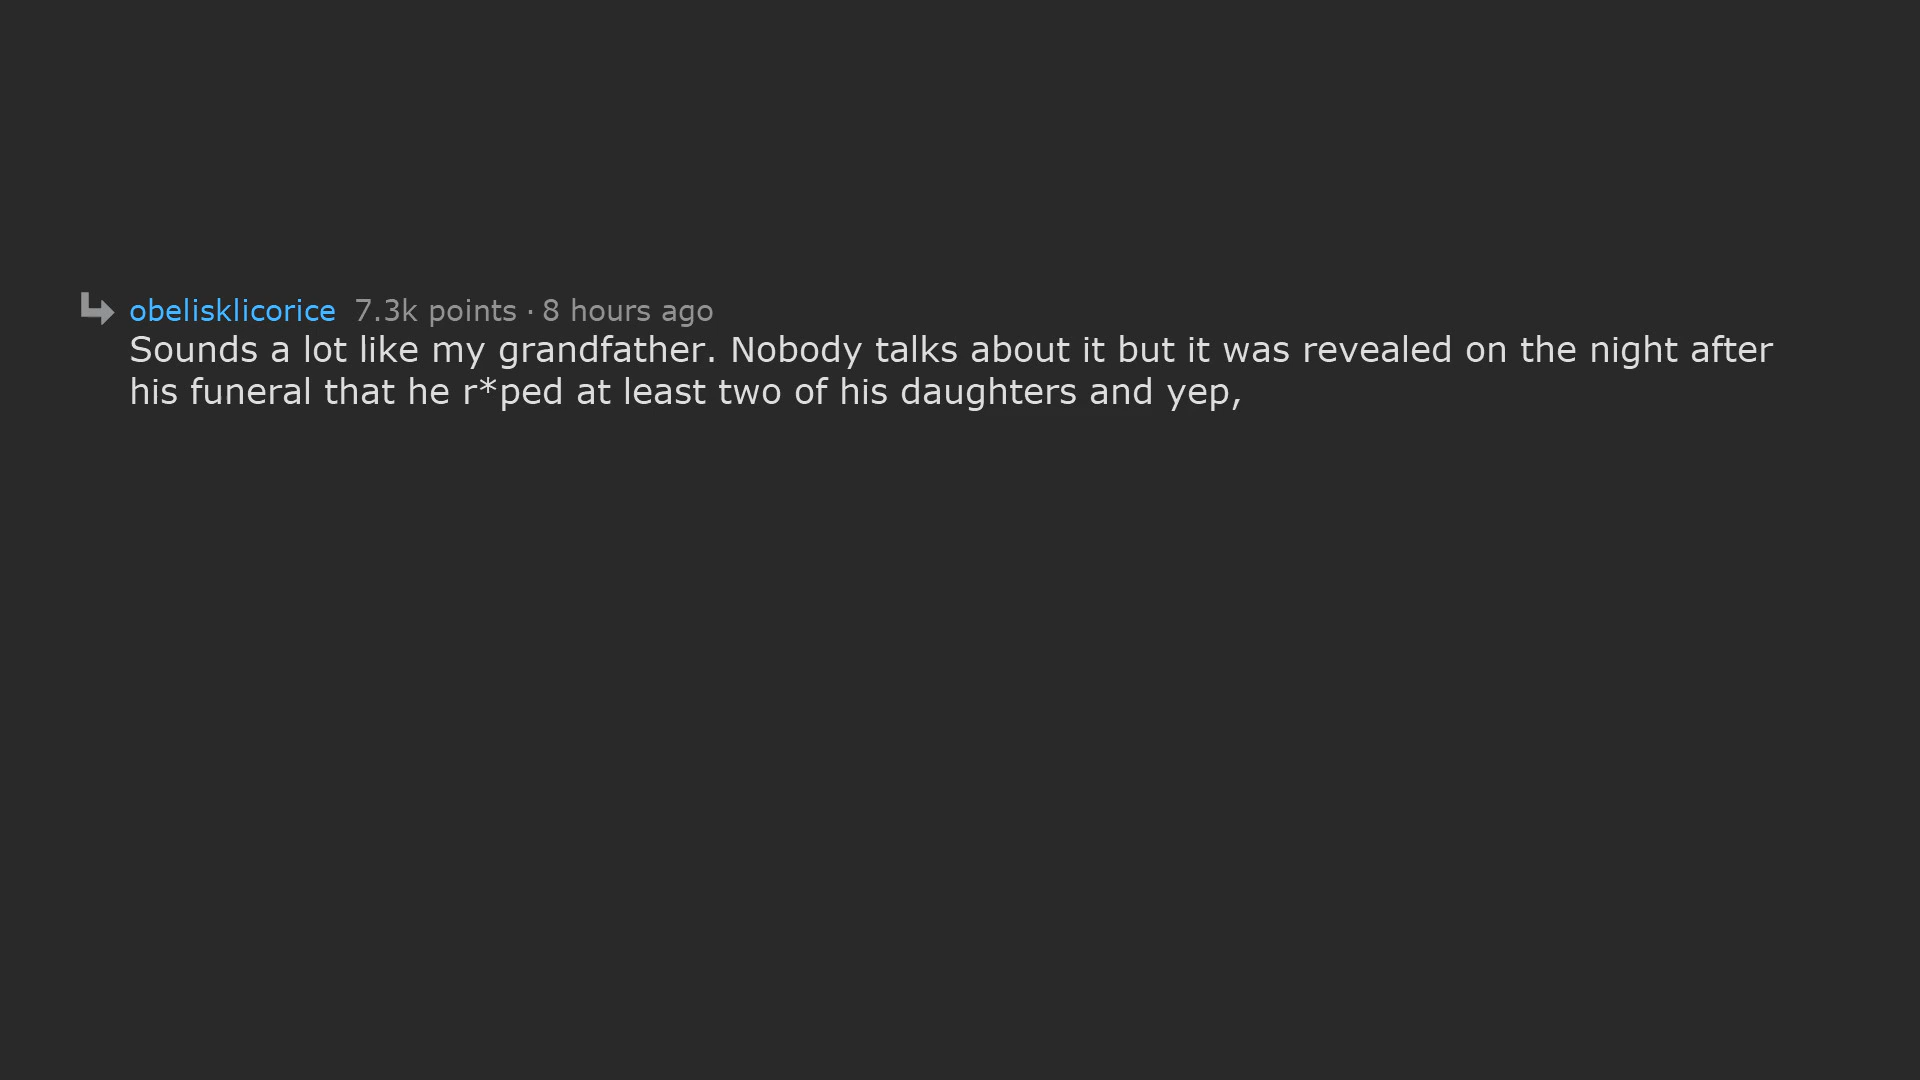 obelisklicorice 7.3k points · 8 hours ago
Sounds a lot like my grandfather. Nobody talks about it but it was revealed on the night after
his funeral that he r*ped at least two of his daughters and yep,